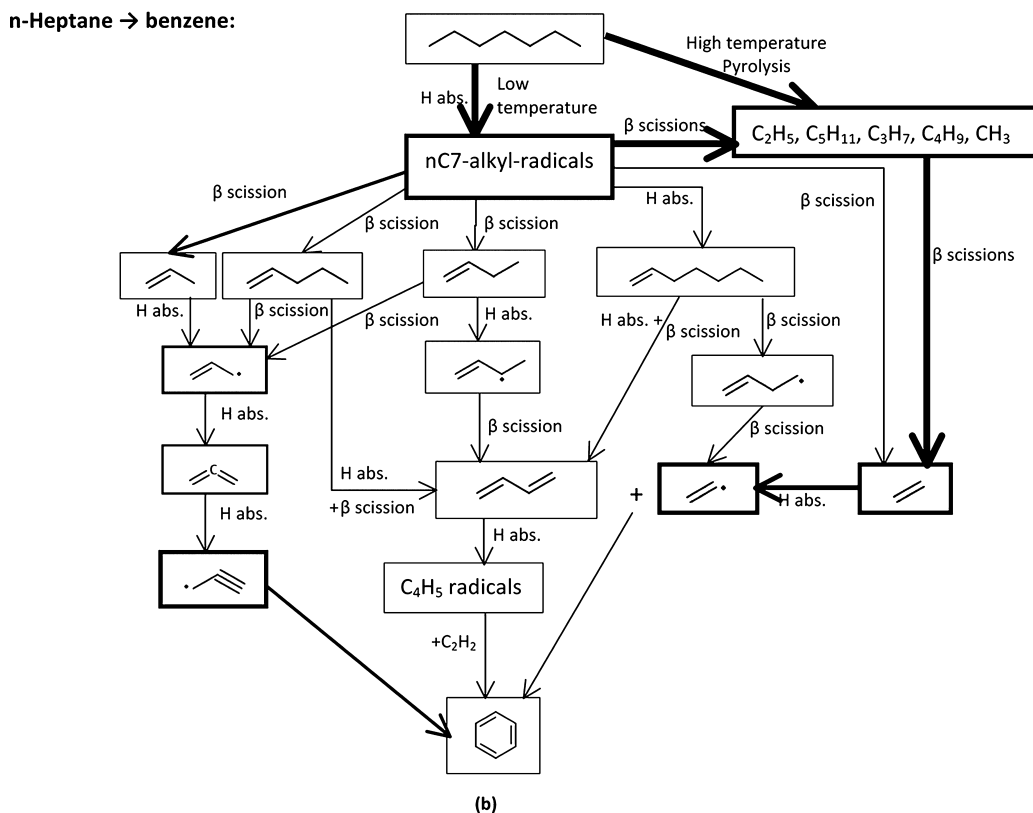 n-Heptane → benzene:
High temperature
Pyrolysis
H abs.
Low
temperature
β scissions
C₂H₅, C₅H₁₁, C₃H₇, C₄H₉, CH₃
nC7-alkyl-radicals
β scission
β scission
β scission
H abs.
β scission
β scissions
H abs.
β scission
β scission
H abs.
H abs. +
β scission
β scission
H abs.
β scission
β scission
C
H abs.
+β scission
+
H abs.
H abs.
H abs.
C₄H₅ radicals
+C₂H₂
(b)